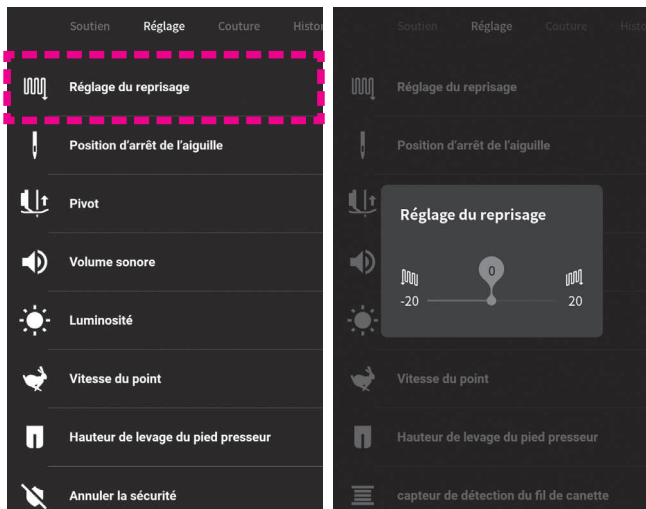 Soutien Réglage Couture Histor
Réglage du reprisage
Position d'arrêt de l'aiguille
Pivot
Volume sonore
Luminosité
Vitesse du point
Hauteur de levage du pied presseur
Annuler la sécurité
Soutien Réglage Couture Histo
Réglage du reprisage
Position d'arrêt de l'aiguille
Réglage du reprisage
0
-20 20
Vitesse du point
Hauteur de levage du pied presseur
capteur de détection du fil de canette